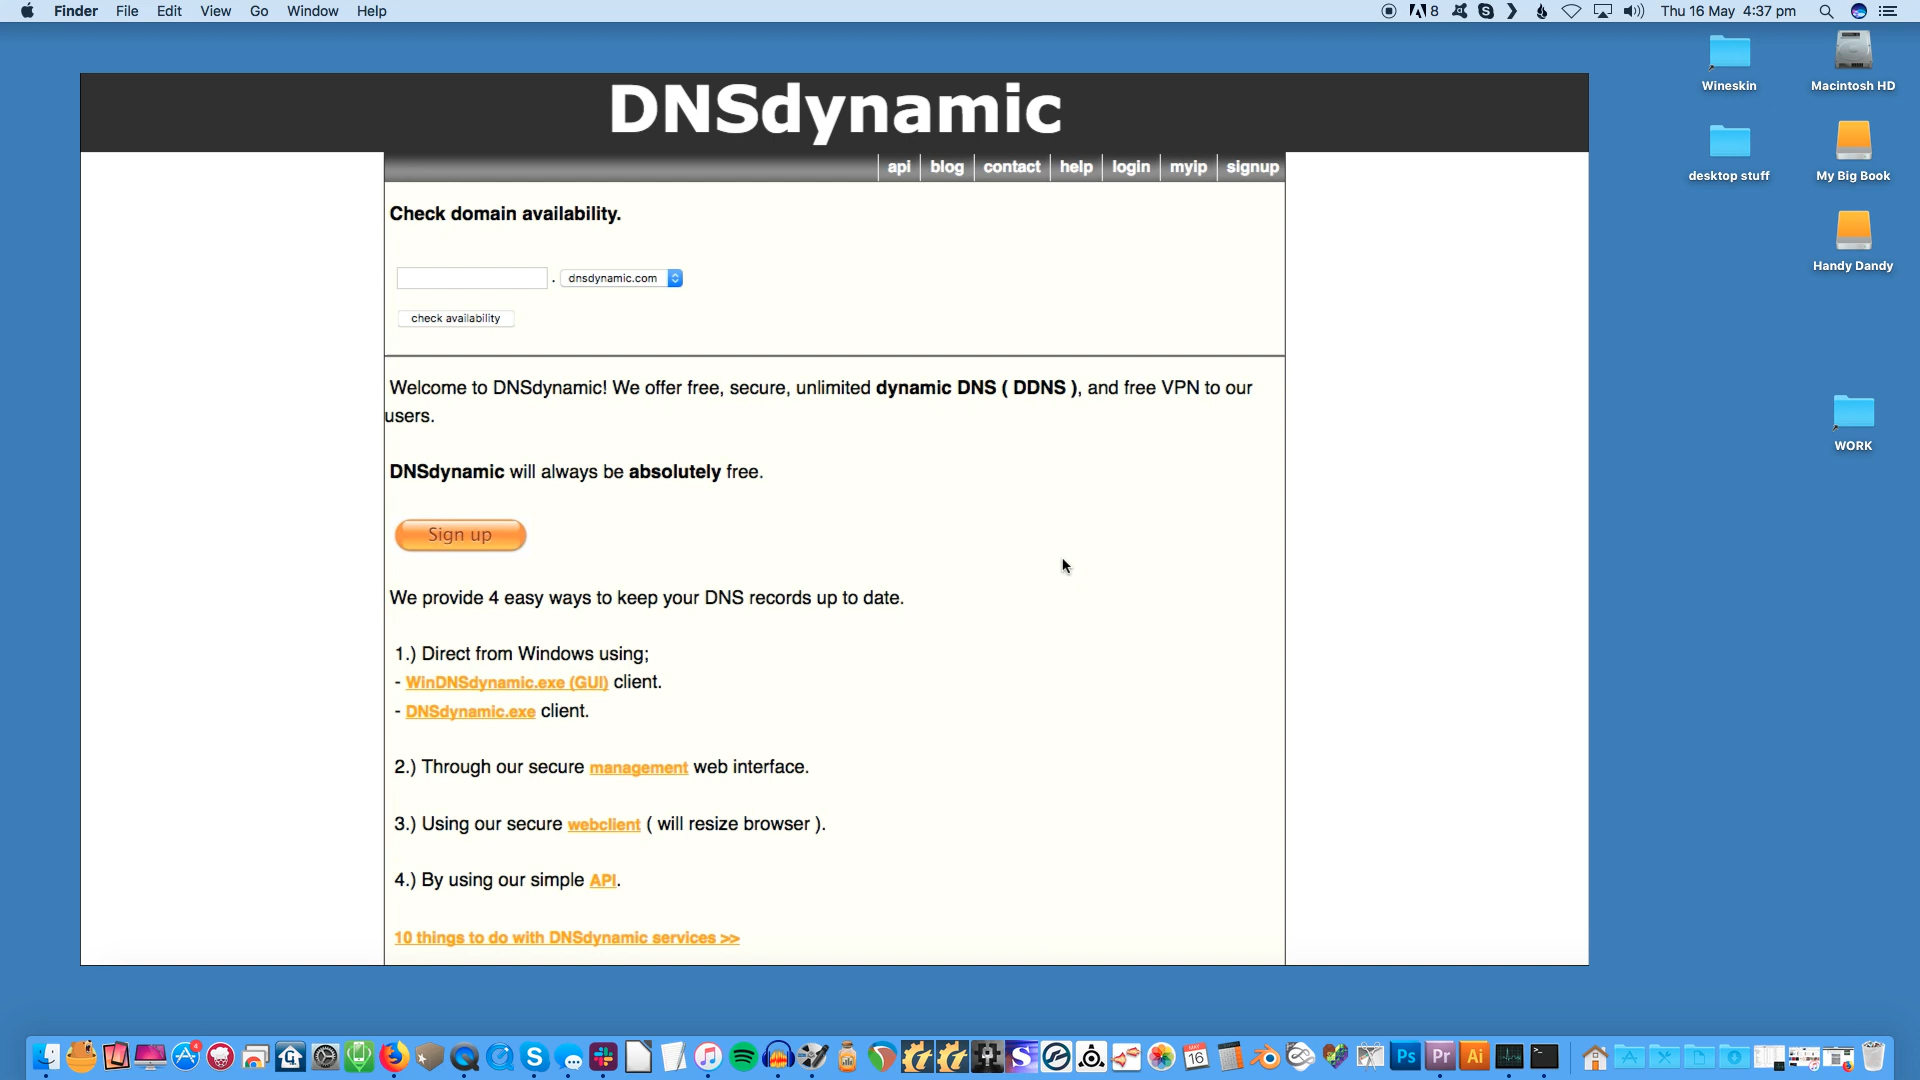 Finder File Edit View Go Window Help
8 Thu 16 May 4:37 pm
Wineskin
Macintosh HD
desktop stuff
My Big Book
Handy Dandy
WORK
DNSdynamic
api blog contact help login myip signup
Check domain availability.
. dnsdynamic.com
check availability
Welcome to DNSdynamic! We offer free, secure, unlimited dynamic DNS ( DDNS ), and free VPN to our
users.
DNSdynamic will always be absolutely free.
Sign up
We provide 4 easy ways to keep your DNS records up to date.
1.) Direct from Windows using;
- WinDNSdynamic.exe (GUI) client.
- DNSdynamic.exe client.
2.) Through our secure management web interface.
3.) Using our secure webclient ( will resize browser ).
4.) By using our simple API.
10 things to do with DNSdynamic services >>
4
16
Ps Pr Ai